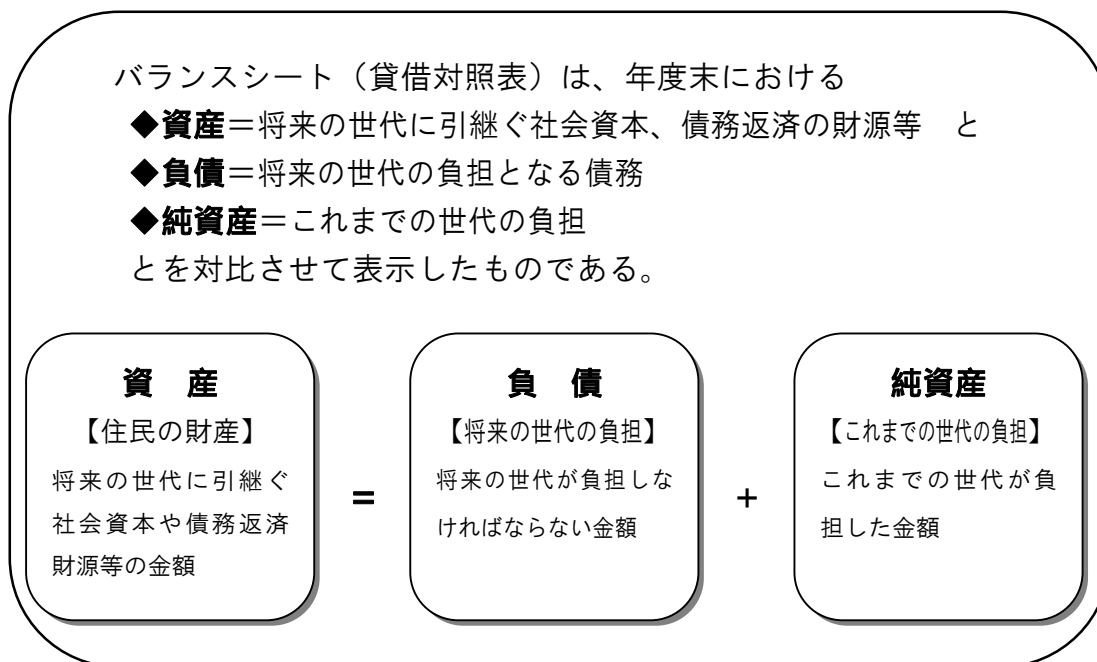 バランスシート（貸借対照表）は、年度末における
◆資産＝将来の世代に引継ぐ社会資本、債務返済の財源等　と
◆負債＝将来の世代の負担となる債務
◆純資産＝これまでの世代の負担
とを対比させて表示したものである。
資　産
【住民の財産】
将来の世代に引継ぐ
社会資本や債務返済
財源等の金額
＝
負　債
【将来の世代の負担】
将来の世代が負担しな
ければならない金額
＋
純資産
【これまでの世代の負担】
これまでの世代が負
担した金額